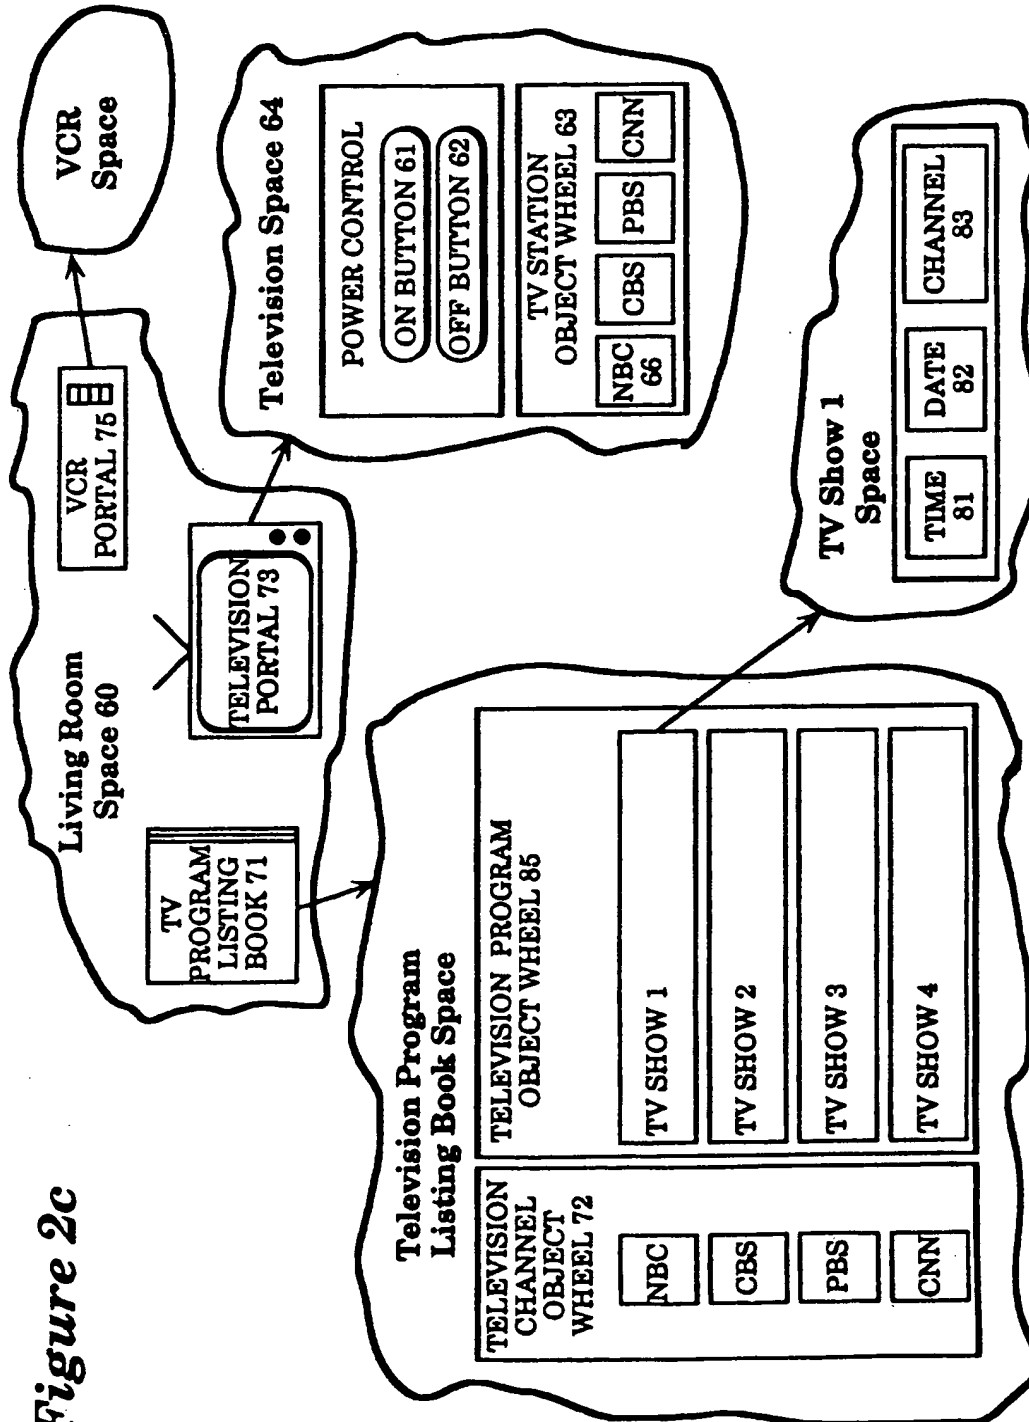 Figure 2c
Living Room
Space 60
TV
PROGRAM
LISTING
BOOK 71
TELEVISION
PORTAL 73
VCR
PORTAL 75
VCR
Space
Television Space 64
POWER CONTROL
ON BUTTON 61
OFF BUTTON 62
TV STATION
OBJECT WHEEL 63
NBC
66
CBS
PBS
CNN
Television Program
Listing Book Space
TELEVISION
CHANNEL
OBJECT
WHEEL 72
NBC
CBS
PBS
CNN
TELEVISION PROGRAM
OBJECT WHEEL 85
TV SHOW 1
TV SHOW 2
TV SHOW 3
TV SHOW 4
TV Show 1
Space
TIME
81
DATE
82
CHANNEL
83